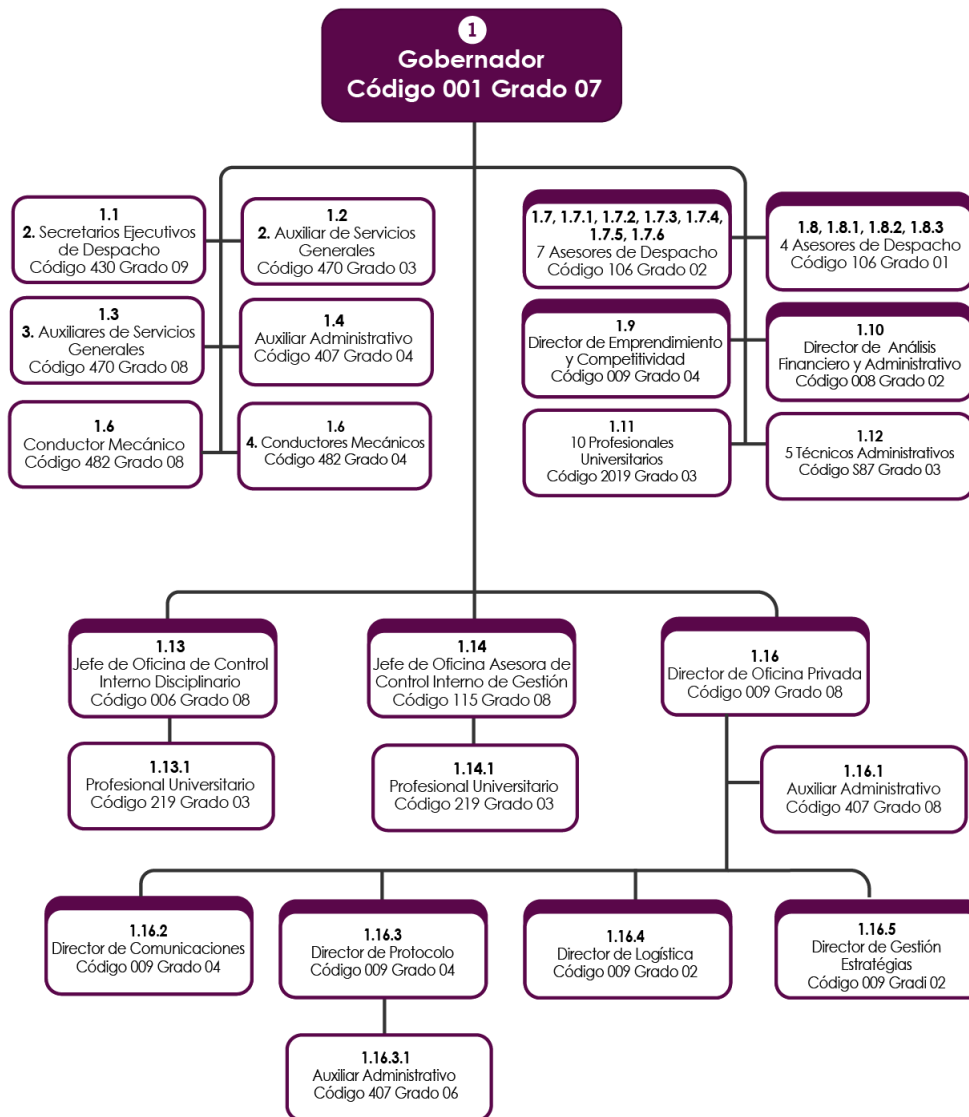 1
Gobernador
Código 001 Grado 07
1.1
2. Secretarios Ejecutivos
de Despacho
Código 430 Grado 09
1.2
2. Auxiliar de Servicios
Generales
Código 470 Grado 03
1.7, 1.7.1, 1.7.2, 1.7.3, 1.7.4,
1.7.5, 1.7.6
7 Asesores de Despacho
Código 106 Grado 02
1.8, 1.8.1, 1.8.2, 1.8.3
4 Asesores de Despacho
Código 106 Grado 01
1.3
3. Auxiliares de Servicios
Generales
Código 470 Grado 08
1.4
Auxiliar Administrativo
Código 407 Grado 04
1.9
Director de Emprendimiento
y Competitividad
Código 009 Grado 04
1.10
Director de Análisis
Financiero y Administrativo
Código 008 Grado 02
1.6
Conductor Mecánico
Código 482 Grado 08
1.6
4. Conductores Mecánicos
Código 482 Grado 04
1.11
10 Profesionales
Universitarios
Código 2019 Grado 03
1.12
5 Técnicos Administrativos
Código S87 Grado 03
1.13
Jefe de Oficina de Control
Interno Disciplinario
Código 006 Grado 08
1.14
Jefe de Oficina Asesora de
Control Interno de Gestión
Código 115 Grado 08
1.16
Director de Oficina Privada
Código 009 Grado 08
1.13.1
Profesional Universitario
Código 219 Grado 03
1.14.1
Profesional Universitario
Código 219 Grado 03
1.16.1
Auxiliar Administrativo
Código 407 Grado 08
1.16.2
Director de Comunicaciones
Código 009 Grado 04
1.16.3
Director de Protocolo
Código 009 Grado 04
1.16.4
Director de Logística
Código 009 Grado 02
1.16.5
Director de Gestión
Estratégias
Código 009 Gradi 02
1.16.3.1
Auxiliar Administrativo
Código 407 Grado 06